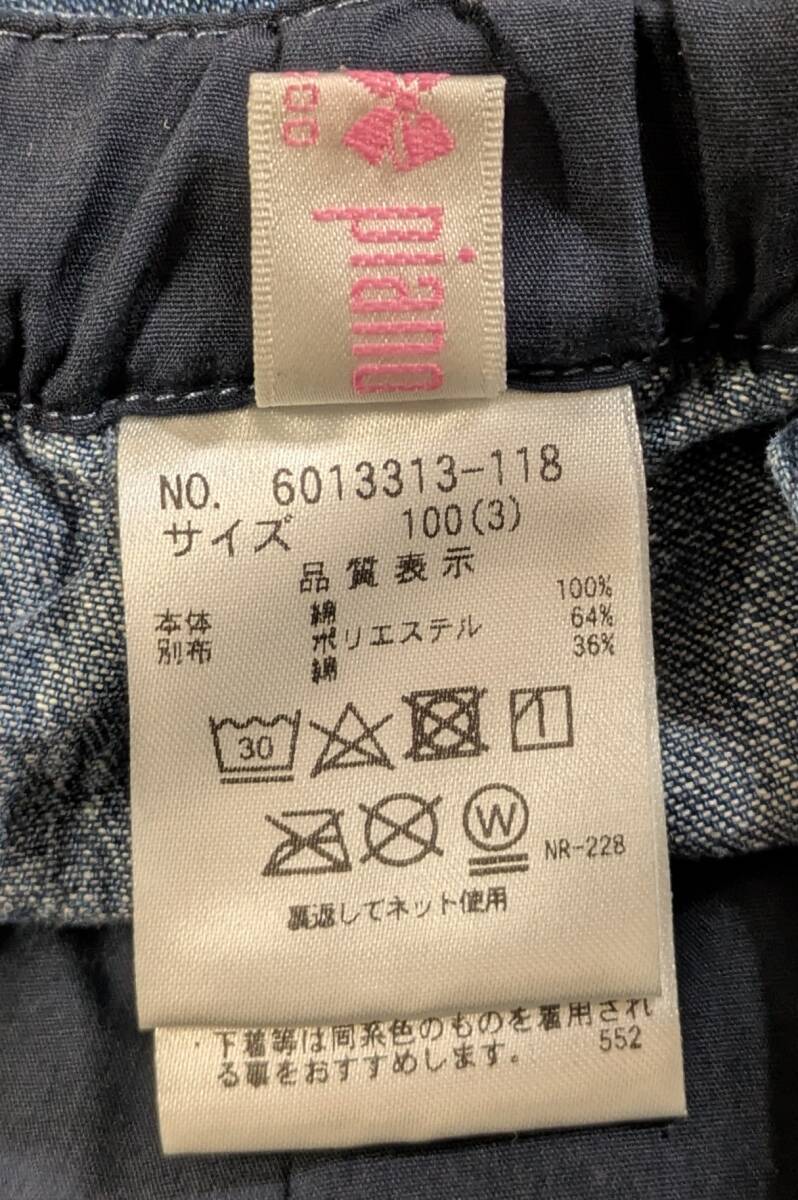 piano
NO. 6013313-118
サイズ 100(3)
品質表示
本体 綿 100%
別布 ポリエステル 64%
綿 36%
30
W
NR-228
裏返してネット使用
・下着等は同系色のものを着用され
る事をおすすめします。 552